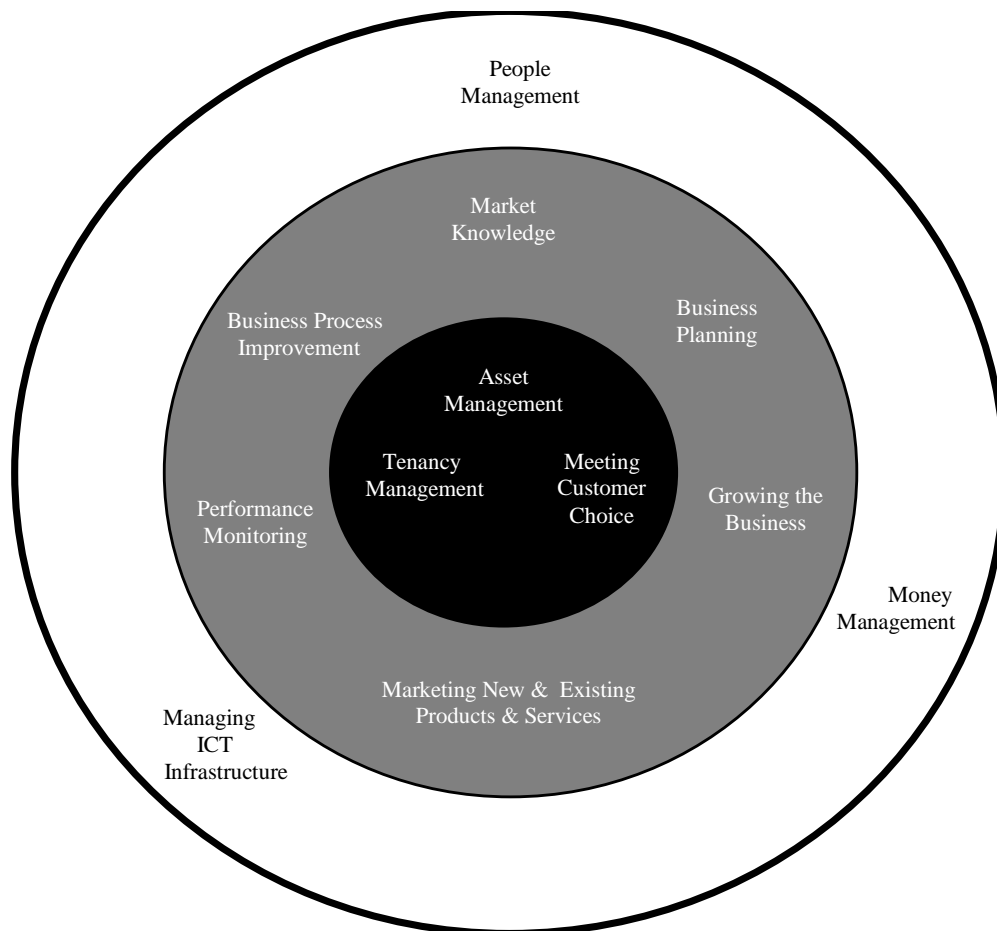 People
Management
Market
Knowledge
Business
Planning
Business Process
Improvement
Asset
Management
Tenancy
Management
Meeting
Customer
Choice
Performance
Monitoring
Growing the
Business
Money
Management
Marketing New & Existing
Products & Services
Managing
ICT
Infrastructure